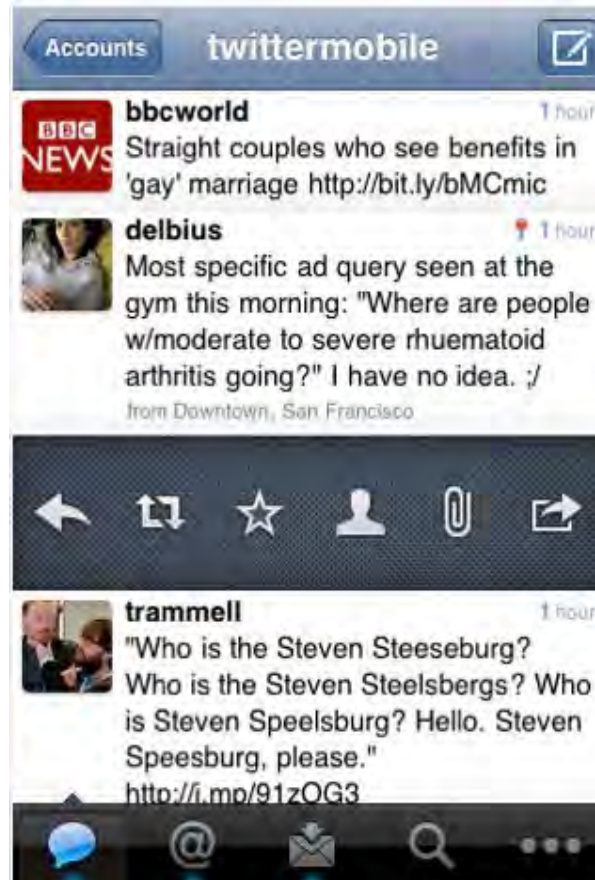 Accounts
twittermobile
BBC
NEWS
bbcworld
1 hour
Straight couples who see benefits in
'gay' marriage http://bit.ly/bMCmic
delbius
1 hour
Most specific ad query seen at the
gym this morning: "Where are people
w/moderate to severe rhuematoid
arthritis going?" I have no idea. ;/
from Downtown, San Francisco
trammell
1 hour
"Who is the Steven Steeseburg?
Who is the Steven Steelsbergs? Who
is Steven Speelsburg? Hello. Steven
Speesburg, please."
http://j.mp/91zOG3
@